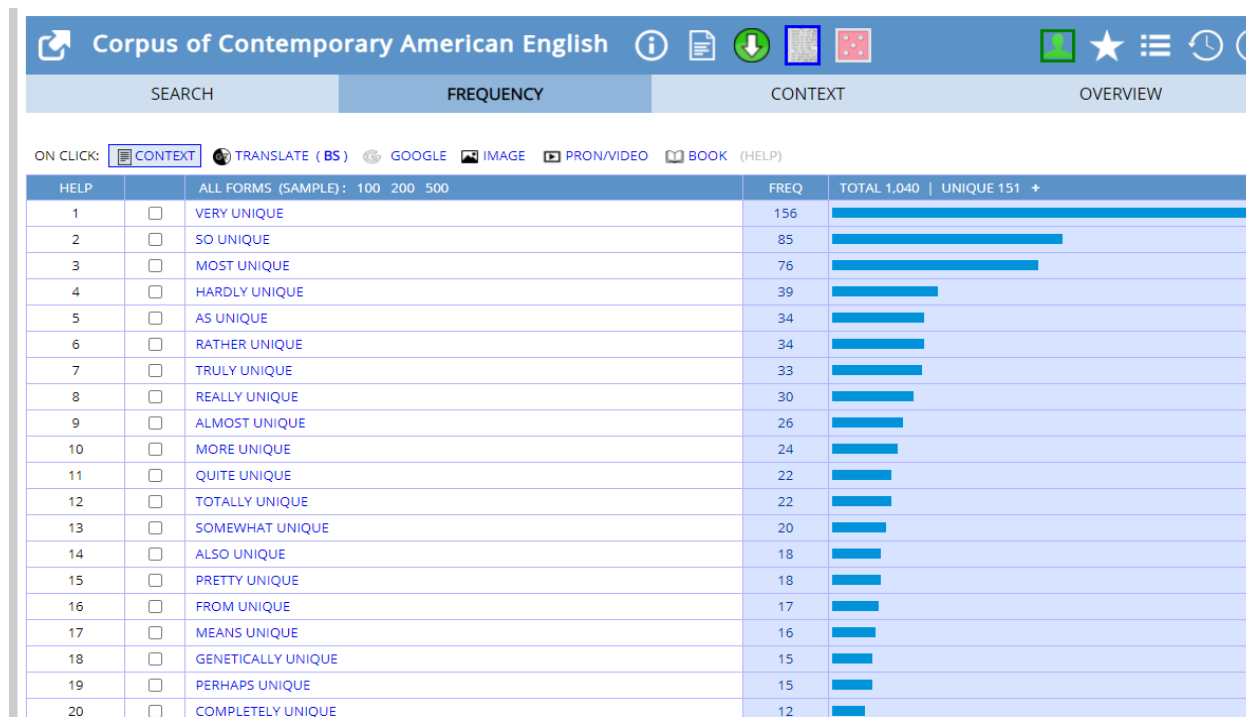 Corpus of Contemporary American English
SEARCH FREQUENCY CONTEXT OVERVIEW
ON CLICK: CONTEXT TRANSLATE ( BS ) GOOGLE IMAGE PRON/VIDEO BOOK (HELP)
HELP ALL FORMS (SAMPLE): 100 200 500 FREQ TOTAL 1,040 | UNIQUE 151 +
1 VERY UNIQUE 156
2 SO UNIQUE 85
3 MOST UNIQUE 76
4 HARDLY UNIQUE 39
5 AS UNIQUE 34
6 RATHER UNIQUE 34
7 TRULY UNIQUE 33
8 REALLY UNIQUE 30
9 ALMOST UNIQUE 26
10 MORE UNIQUE 24
11 QUITE UNIQUE 22
12 TOTALLY UNIQUE 22
13 SOMEWHAT UNIQUE 20
14 ALSO UNIQUE 18
15 PRETTY UNIQUE 18
16 FROM UNIQUE 17
17 MEANS UNIQUE 16
18 GENETICALLY UNIQUE 15
19 PERHAPS UNIQUE 15
20 COMPLETELY UNIQUE 12